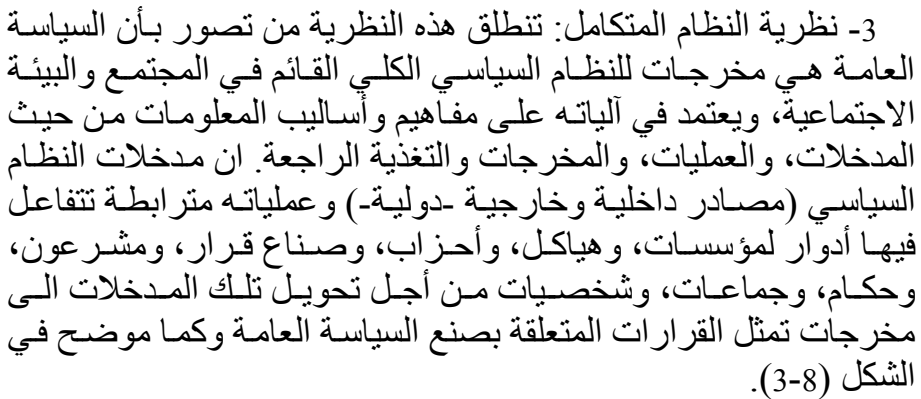 3- نظرية النظام المتكامل: تنطلق هذه النظرية من تصور بأن السياسة
العامة هي مخرجات للنظام السياسي الكلي القائم في المجتمع والبيئة
الاجتماعية، ويعتمد في آلياته على مفاهيم وأساليب المعلومات من حيث
المدخلات، والعمليات، والمخرجات والتغذية الراجعة. ان مدخلات النظام
السياسي (مصادر داخلية وخارجية -دولية-) وعملياته مترابطة تتفاعل
فيها أدوار لمؤسسات، وهياكل، وأحزاب، وصناع قرار، ومشرعون،
وحكام، وجماعات، وشخصيات من أجل تحويل تلك المدخلات الى
مخرجات تمثل القرارات المتعلقة بصنع السياسة العامة وكما موضح في
الشكل (8-3).